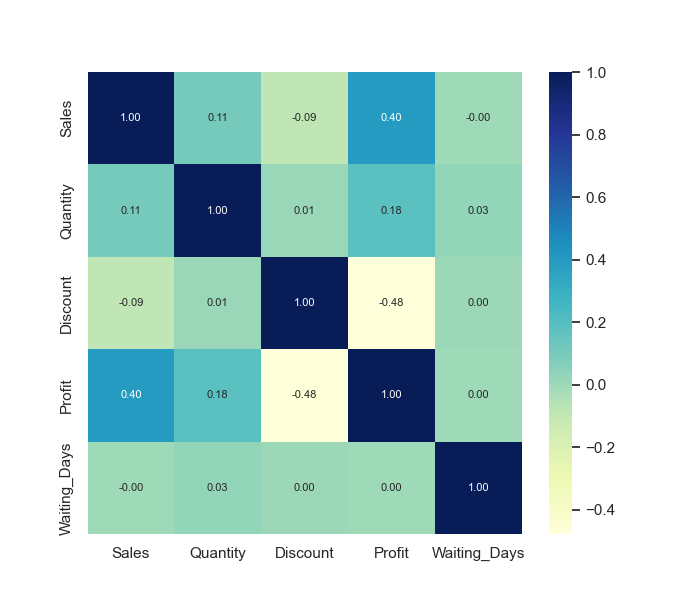 Sales 1.00 0.11 -0.09 0.40 -0.00
Quantity 0.11 1.00 0.01 0.18 0.03
Discount -0.09 0.01 1.00 -0.48 0.00
Profit 0.40 0.18 -0.48 1.00 0.00
Waiting_Days -0.00 0.03 0.00 0.00 1.00
Sales Quantity Discount Profit Waiting_Days
1.0
0.8
0.6
0.4
0.2
0.0
−0.2
−0.4